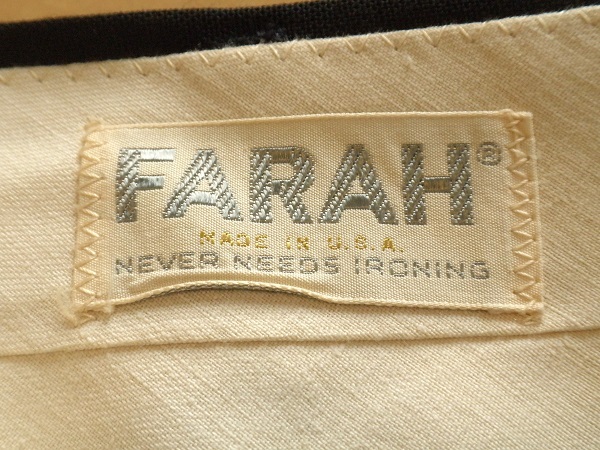 FARAH®
MADE IN U.S.A.
NEVER NEEDS IRONING